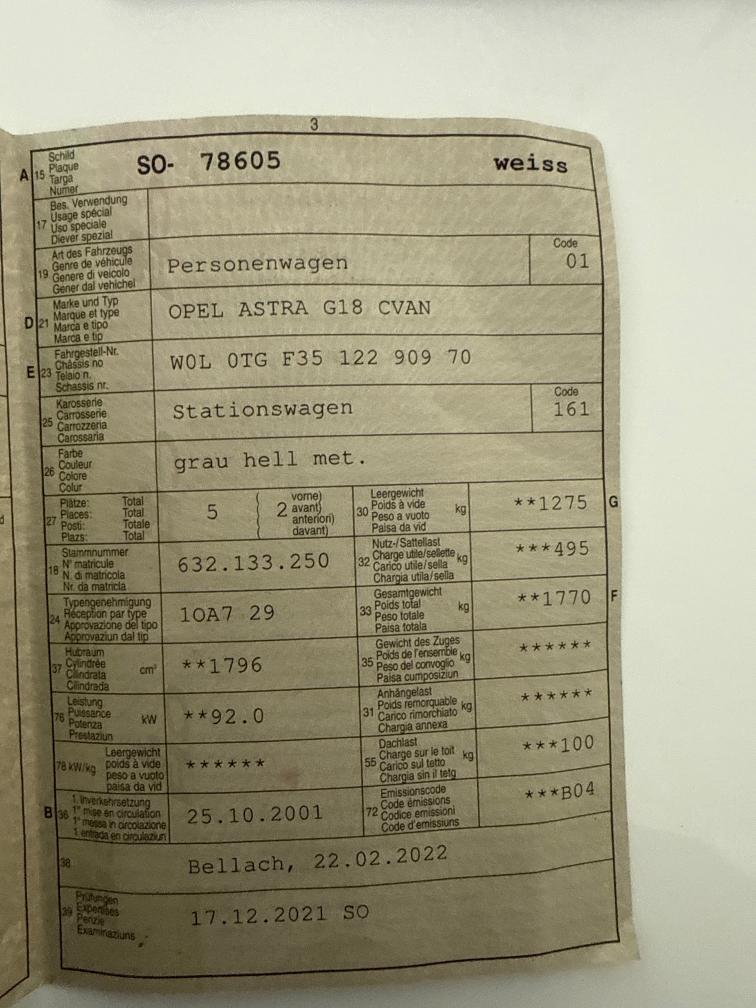 3
A 15 Schild
Plaque
Targa
Numer
SO- 78605 weiss
17 Bes. Verwendung
Usage spécial
Uso speciale
Diever spezial
19 Art des Fahrzeugs
Genre de véhicule
Genere di veicolo
Gener dal vehichel
Personenwagen
Code
01
D 21 Marke und Typ
Marque et type
Marca e tipo
Marca e tip
OPEL ASTRA G18 CVAN
E 23 Fahrgestell-Nr.
Châssis no
Telaio n.
Schassis nr.
W0L 0TG F35 122 909 70
25 Karosserie
Carrosserie
Carrozzeria
Carossaria
Stationswagen
Code
161
26 Farbe
Couleur
Colore
Colur
grau hell met.
27 Plätze: Total
Places: Total
Posti: Totale
Plazs: Total
5 2 vorne)
avant)
anteriori)
davant)
30 Leergewicht
Poids à vide
Peso a vuoto
Paisa da vid
kg
**1275 G
18 Stammnummer
N° matricule
N. di matricola
Nr. da matricla
632.133.250
32 Nutz-/Sattellast
Charge utile/sellette
Carico utile/sella
Chargia utila/sella
kg
***495
24 Typengenehmigung
Réception par type
Approvazione del tipo
Approvaziun dal tip
1OA7 29
33 Gesamtgewicht
Poids total
Peso totale
Paisa totala
kg
**1770 F
37 Hubraum
Cylindrée
Cilindrata
Cilindrada
cm³
**1796
35 Gewicht des Zuges
Poids de l'ensemble
Peso del convoglio
Paisa cumposiziun
kg
******
76 Leistung
Puissance
Potenza
Prestaziun
kW
**92.0
31 Anhängelast
Poids remorquable
Carico rimorchiato
Chargia annexa
kg
******
78 kW/kg Leergewicht
poids à vide
peso a vuoto
paisa da vid
******
55 Dachlast
Charge sur le toit
Carico sul tetto
Chargia sin il tetg
kg
***100
B 36 1. Inverkehrsetzung
1re mise en circulation
1a messa in circolazione
1. entrada en circulaziun
25.10.2001
72 Emissionscode
Code émissions
Codice emissioni
Code d'emissiuns
***B04
38
Bellach, 22.02.2022
39 Prüfungen
Expertises
Perizie
Examinaziuns
17.12.2021 SO